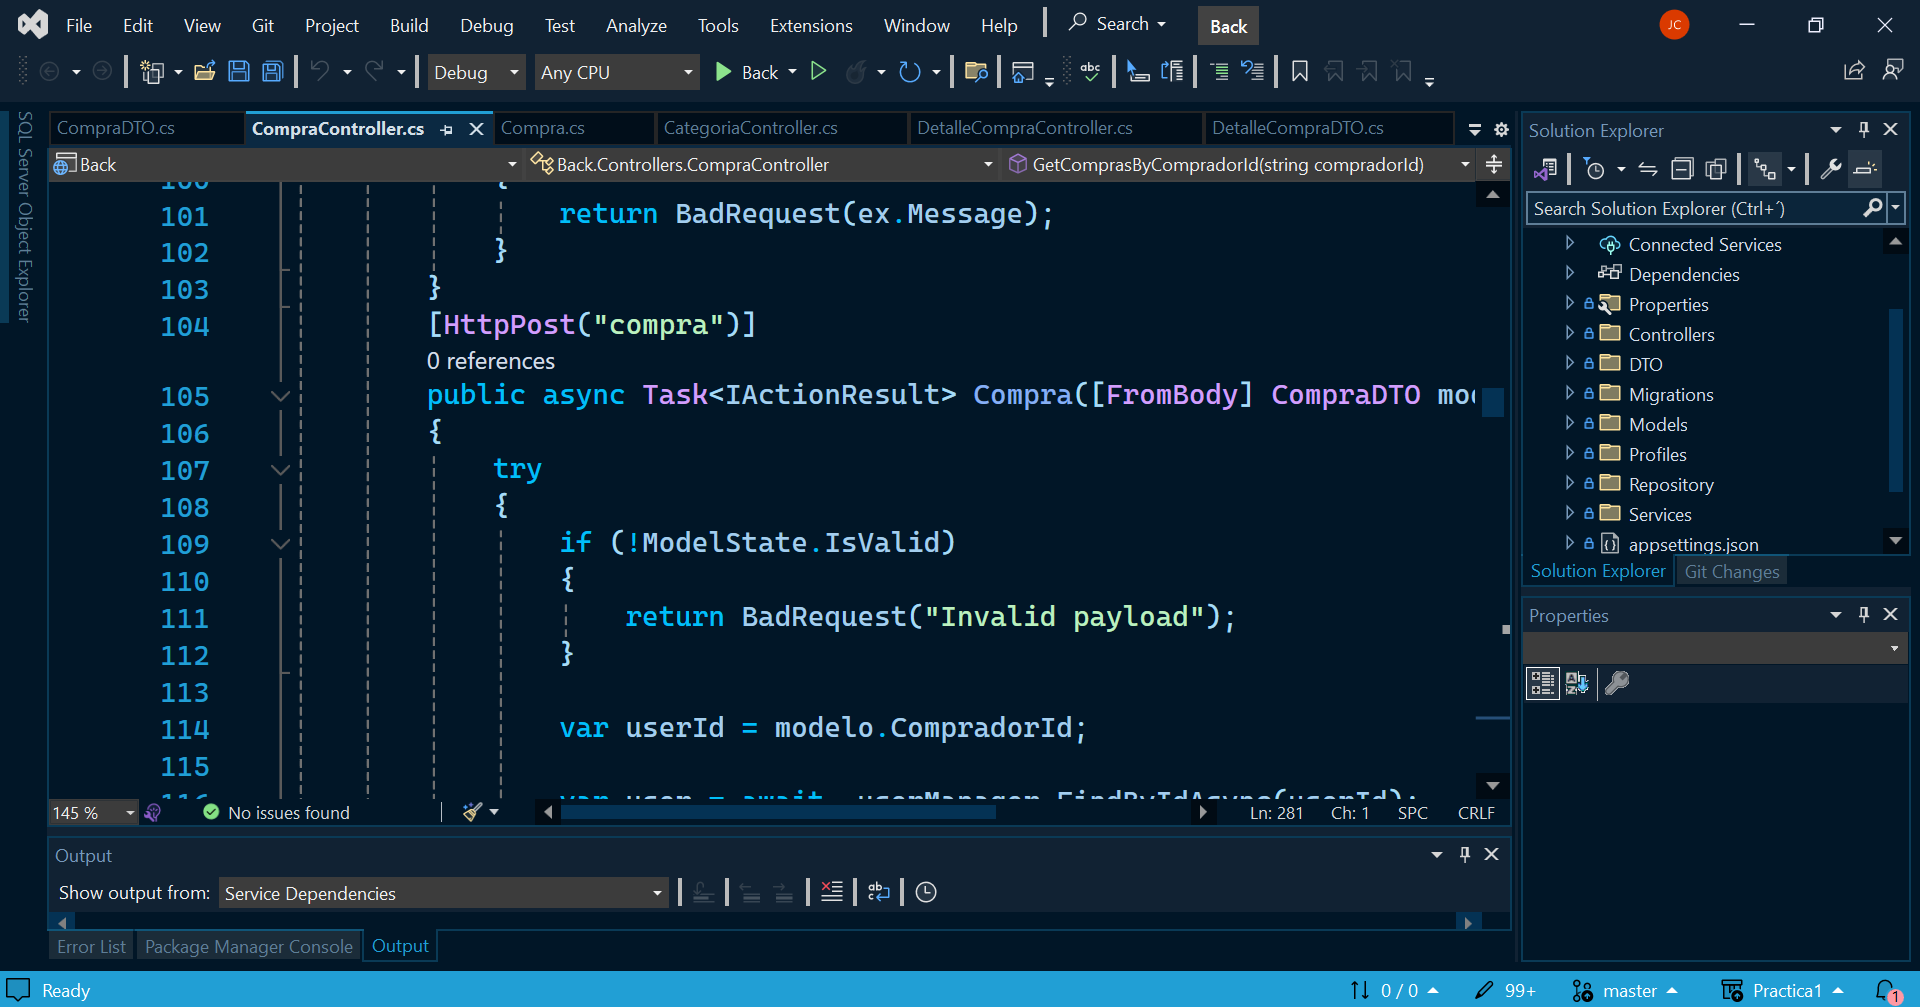 File Edit View Git Project Build Debug Test Analyze Tools Extensions Window Help Search Back JC
Debug Any CPU Back
SQL Server Object Explorer
CompraDTO.cs CompraController.cs Compra.cs CategoriaController.cs DetalleCompraController.cs DetalleCompraDTO.cs
Back Back.Controllers.CompraController GetComprasByCompradorId(string compradorId)
100 {
101 return BadRequest(ex.Message);
102 }
103 }
104 [HttpPost("compra")]
0 references
105 public async Task<IActionResult> Compra([FromBody] CompraDTO mo
106 {
107 try
108 {
109 if (!ModelState.IsValid)
110 {
111 return BadRequest("Invalid payload");
112 }
113
114 var userId = modelo.CompradorId;
115
116 var user = await _userManager.FindByIdAsync(userId);
145 % No issues found Ln: 281 Ch: 1 SPC CRLF
Output
Show output from: Service Dependencies
Error List Package Manager Console Output
Solution Explorer
Search Solution Explorer (Ctrl+´)
Connected Services
Dependencies
Properties
Controllers
DTO
Migrations
Models
Profiles
Repository
Services
appsettings.json
Solution Explorer Git Changes
Properties
Ready 0 / 0 99+ master Practica1 1